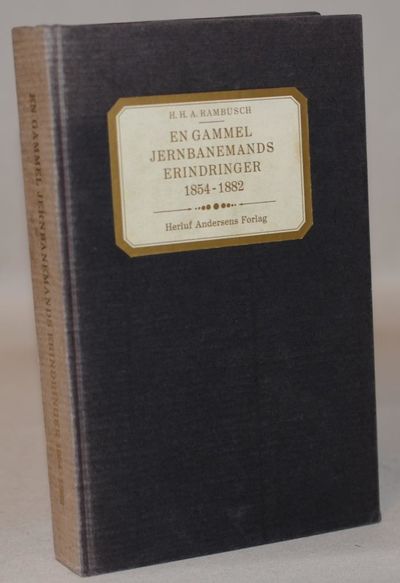 H. H. A. RAMBUSCH
EN GAMMEL
JERNBANEMANDS
ERINDRINGER
1854-1882
Herluf Andersens Forlag
EN GAMMEL JERNBANEMANDS ERINDRINGER 1854-1882